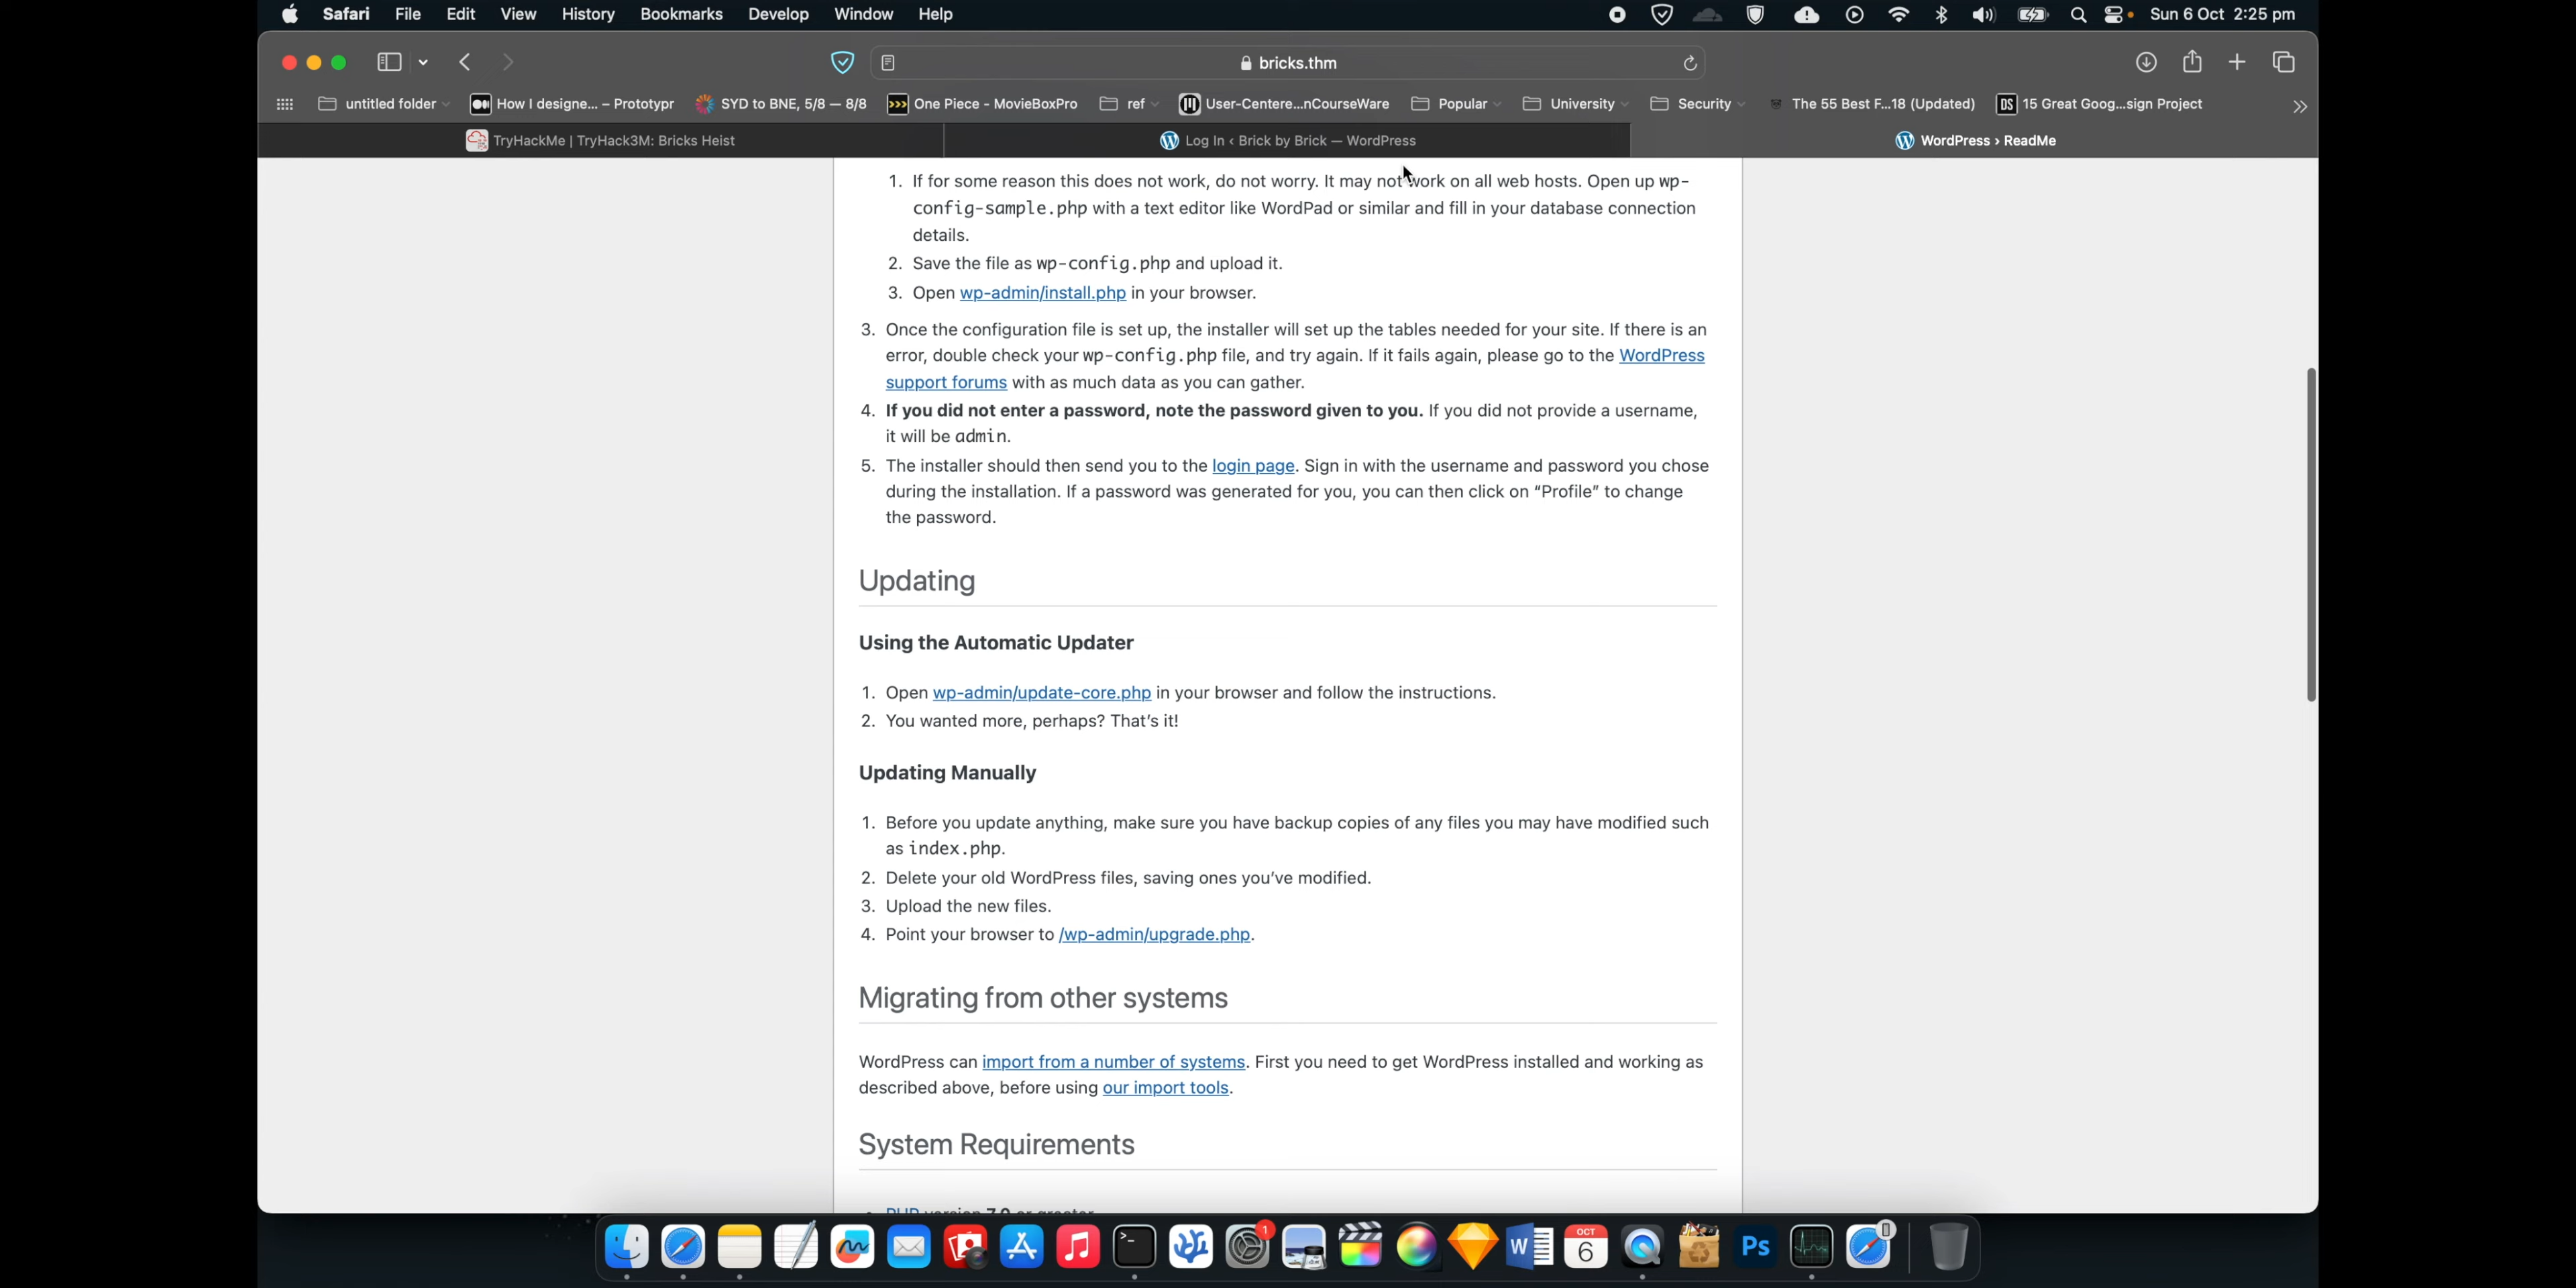 Safari File Edit View History Bookmarks Develop Window Help Sun 6 Oct 2:25 pm
bricks.thm
untitled folder How I designe... – Prototypr SYD to BNE, 5/8 — 8/8 One Piece - MovieBoxPro ref User-Centere...nCourseWare Popular University Security The 55 Best F...18 (Updated) DS 15 Great Goog...sign Project
TryHackMe | TryHack3M: Bricks Heist Log In ‹ Brick by Brick — WordPress WordPress › ReadMe
1. If for some reason this does not work, do not worry. It may not work on all web hosts. Open up wp-
config-sample.php with a text editor like WordPad or similar and fill in your database connection
details.
2. Save the file as wp-config.php and upload it.
3. Open wp-admin/install.php in your browser.
3. Once the configuration file is set up, the installer will set up the tables needed for your site. If there is an
error, double check your wp-config.php file, and try again. If it fails again, please go to the WordPress
support forums with as much data as you can gather.
4. If you did not enter a password, note the password given to you. If you did not provide a username,
it will be admin.
5. The installer should then send you to the login page. Sign in with the username and password you chose
during the installation. If a password was generated for you, you can then click on “Profile” to change
the password.
Updating
Using the Automatic Updater
1. Open wp-admin/update-core.php in your browser and follow the instructions.
2. You wanted more, perhaps? That’s it!
Updating Manually
1. Before you update anything, make sure you have backup copies of any files you may have modified such
as index.php.
2. Delete your old WordPress files, saving ones you’ve modified.
3. Upload the new files.
4. Point your browser to /wp-admin/upgrade.php.
Migrating from other systems
WordPress can import from a number of systems. First you need to get WordPress installed and working as
described above, before using our import tools.
System Requirements
PHP version 7.0 or greater
1
W OCT Ps
6